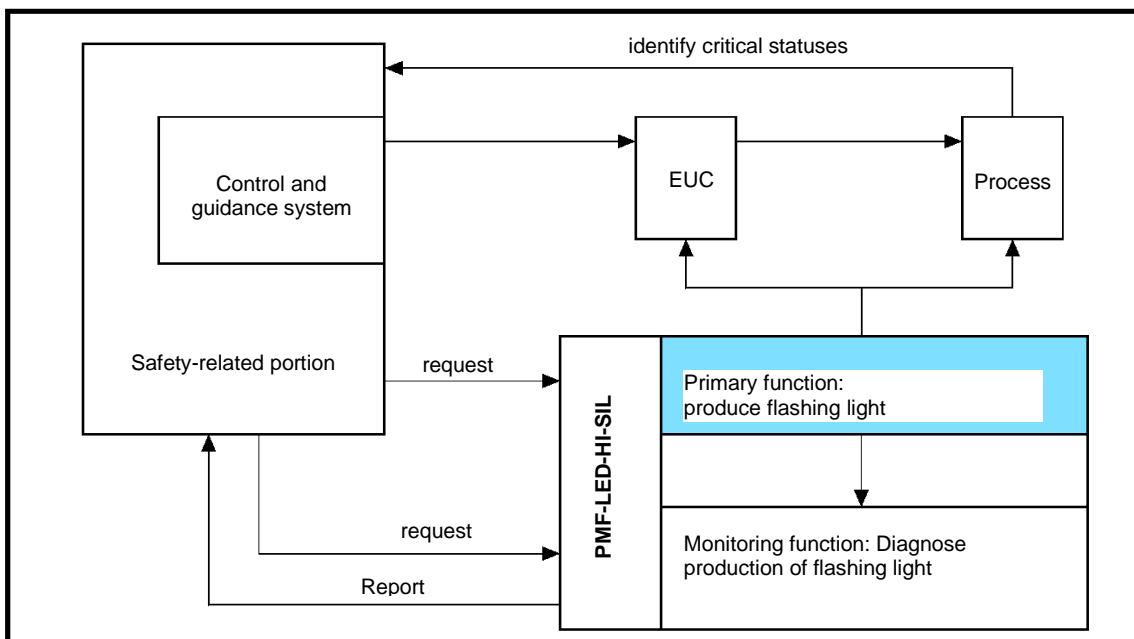 identify critical statuses
Control and
guidance system
EUC
Process
Safety-related portion
request
PMF-LED-HI-SIL
Primary function:
produce flashing light
request
Monitoring function: Diagnose
production of flashing light
Report